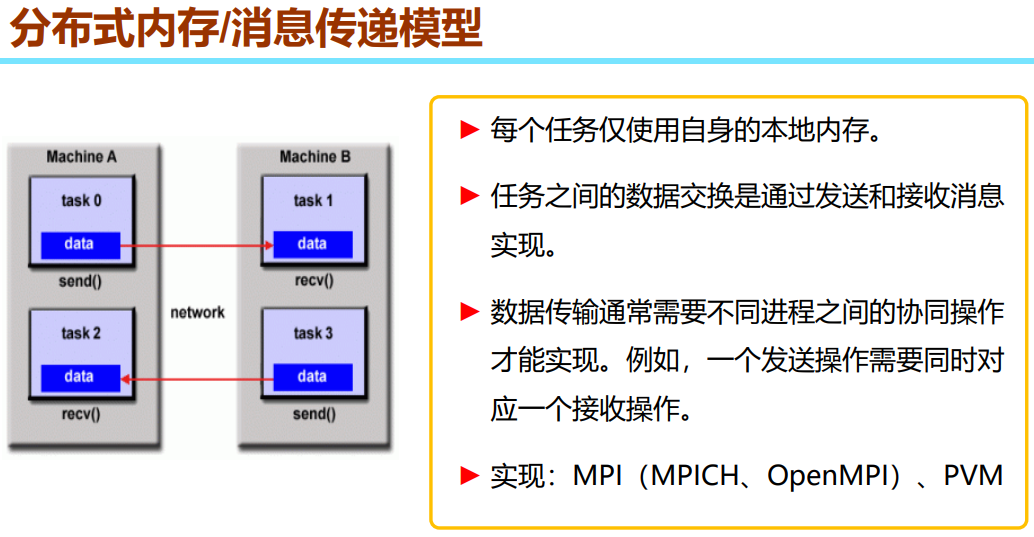 分布式内存/消息传递模型
Machine A
task 0
data
send()
task 2
data
recv()
network
Machine B
task 1
data
recv()
task 3
data
send()
每个任务仅使用自身的本地内存。
任务之间的数据交换是通过发送和接收消息
实现。
数据传输通常需要不同进程之间的协同操作
才能实现。例如，一个发送操作需要同时对
应一个接收操作。
实现：MPI（MPICH、OpenMPI）、PVM